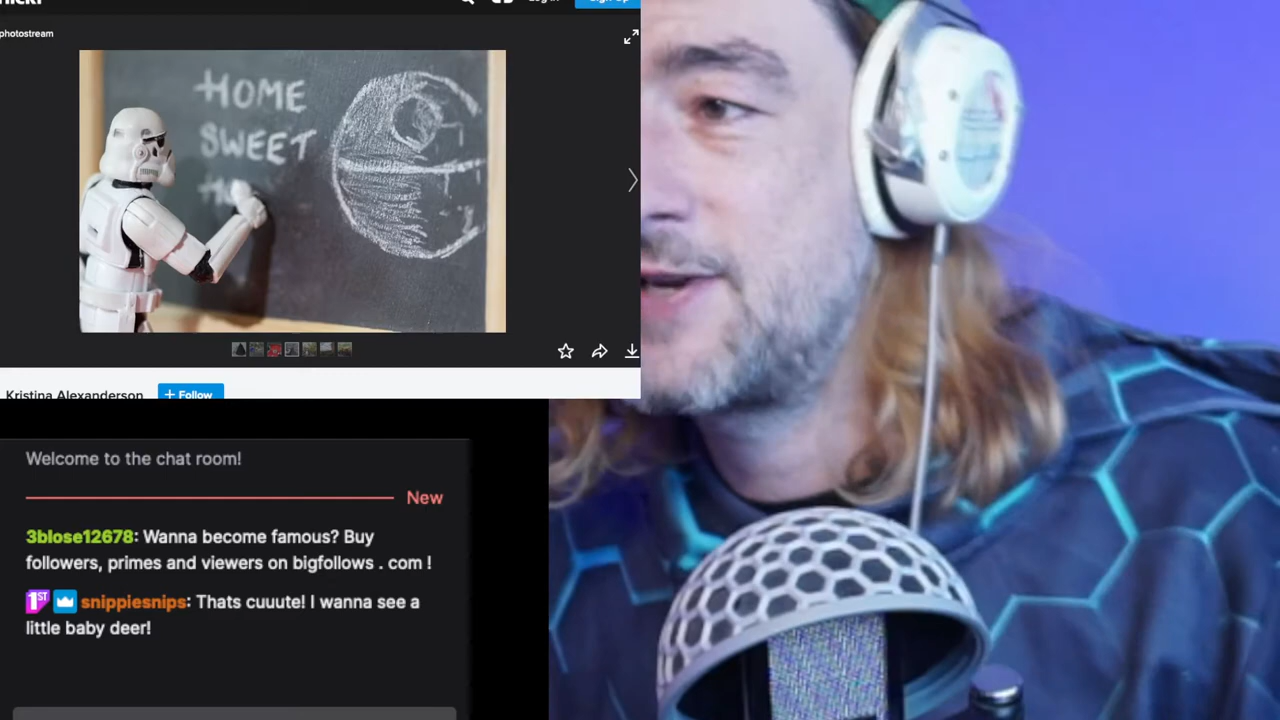 photostream
HOME
SWEET
Kristina Alexanderson + Follow
Welcome to the chat room!
New
3blose12678: Wanna become famous? Buy
followers, primes and viewers on bigfollows . com !
1ST snippiesnips: Thats cuuute! I wanna see a
little baby deer!